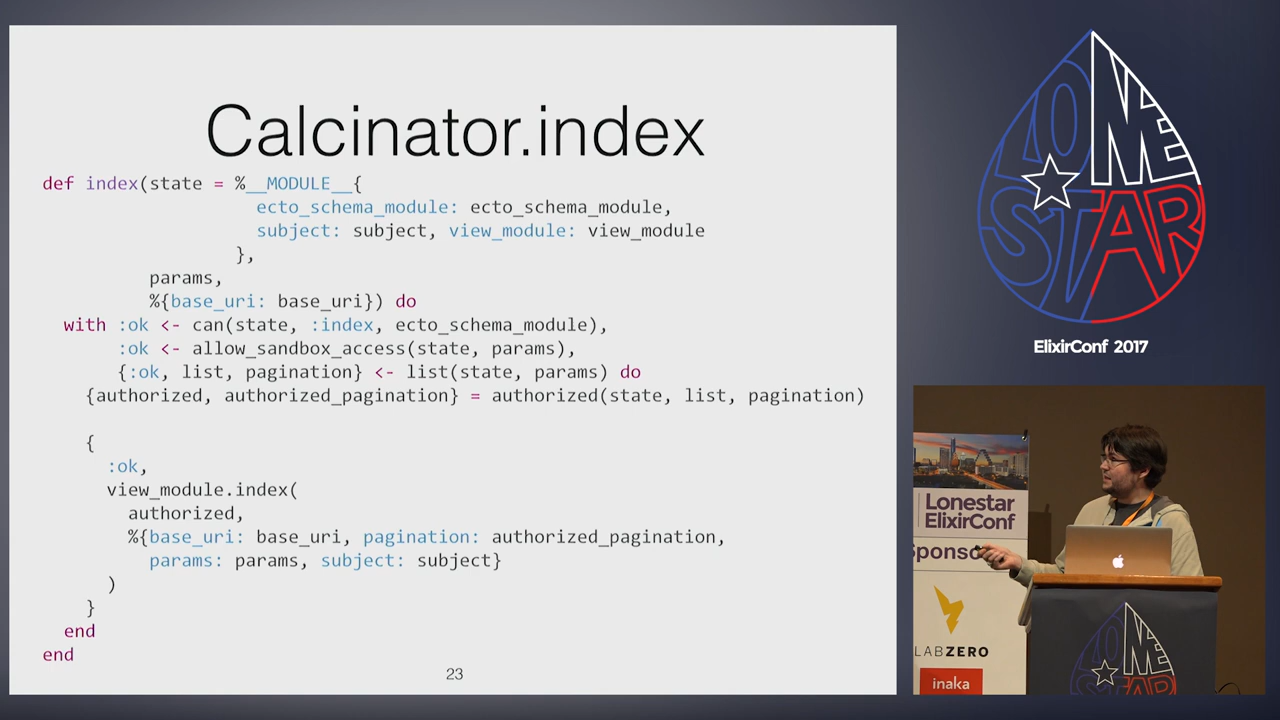 Calcinator.index
def index(state = %__MODULE__{
                    ecto_schema_module: ecto_schema_module,
                    subject: subject, view_module: view_module
                  },
          params,
          %{base_uri: base_uri}) do
  with :ok <- can(state, :index, ecto_schema_module),
       :ok <- allow_sandbox_access(state, params),
       {:ok, list, pagination} <- list(state, params) do
    {authorized, authorized_pagination} = authorized(state, list, pagination)
    {
      :ok,
      view_module.index(
        authorized,
        %{base_uri: base_uri, pagination: authorized_pagination,
          params: params, subject: subject}
      )
    }
  end
end
23
LONE
STAR
ElixirConf 2017
Lonestar
ElixirConf
Sponso
LABZERO
inaka
LONE
STAR